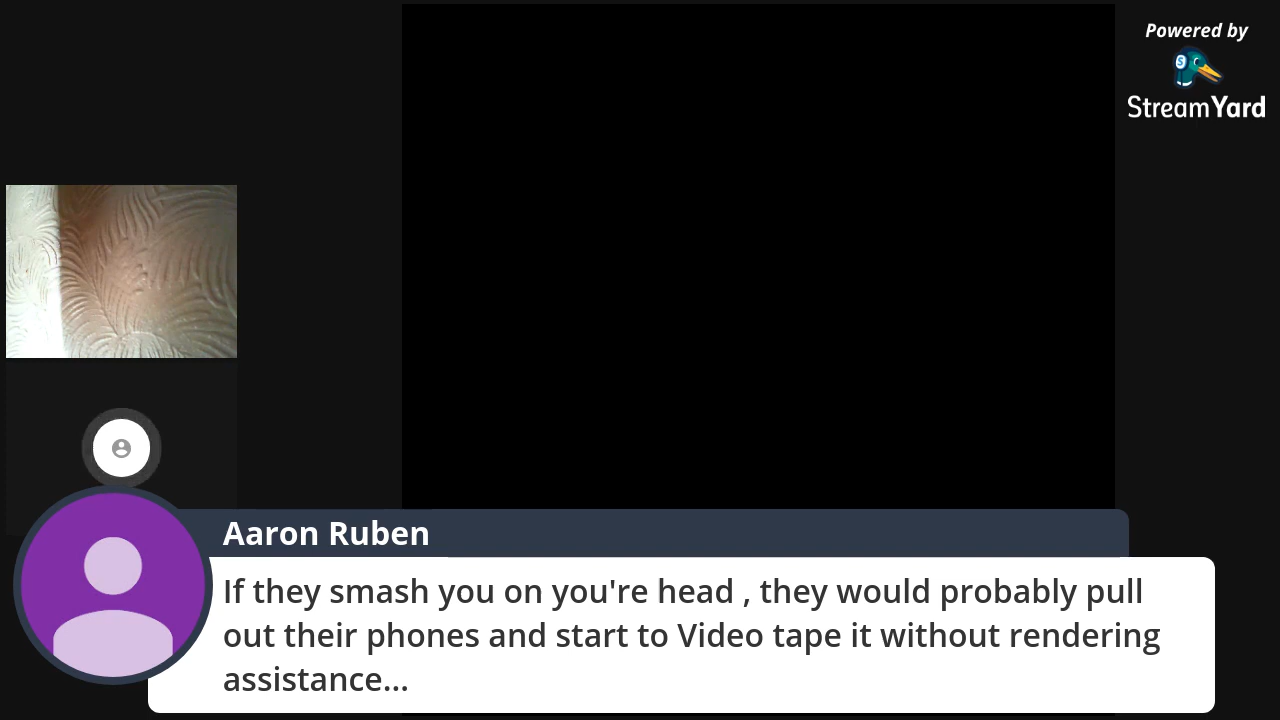 Powered by
StreamYard
Aaron Ruben
If they smash you on you're head , they would probably pull
out their phones and start to Video tape it without rendering
assistance...